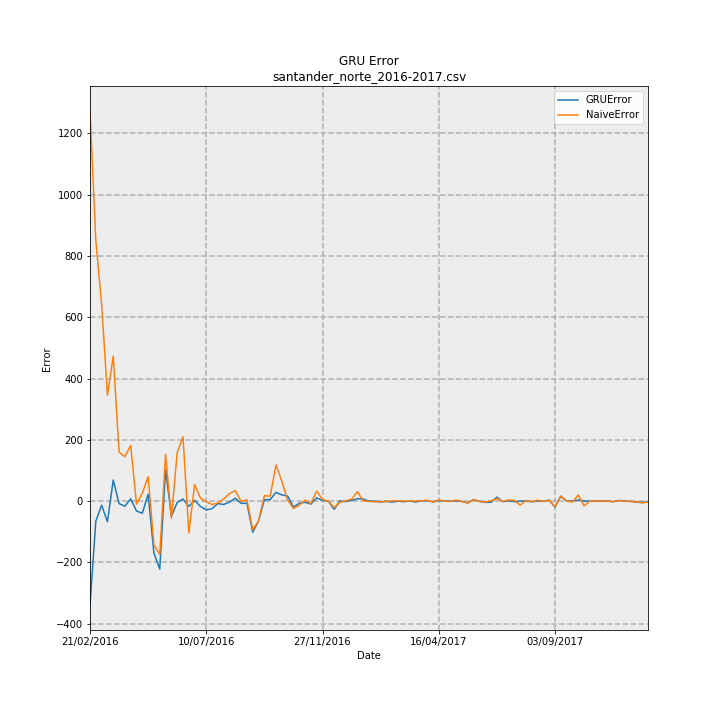 GRU Error
santander_norte_2016-2017.csv
GRUError
NaiveError
1200
1000
800
600
400
200
0
−200
−400
Error
21/02/2016
10/07/2016
27/11/2016
16/04/2017
03/09/2017
Date